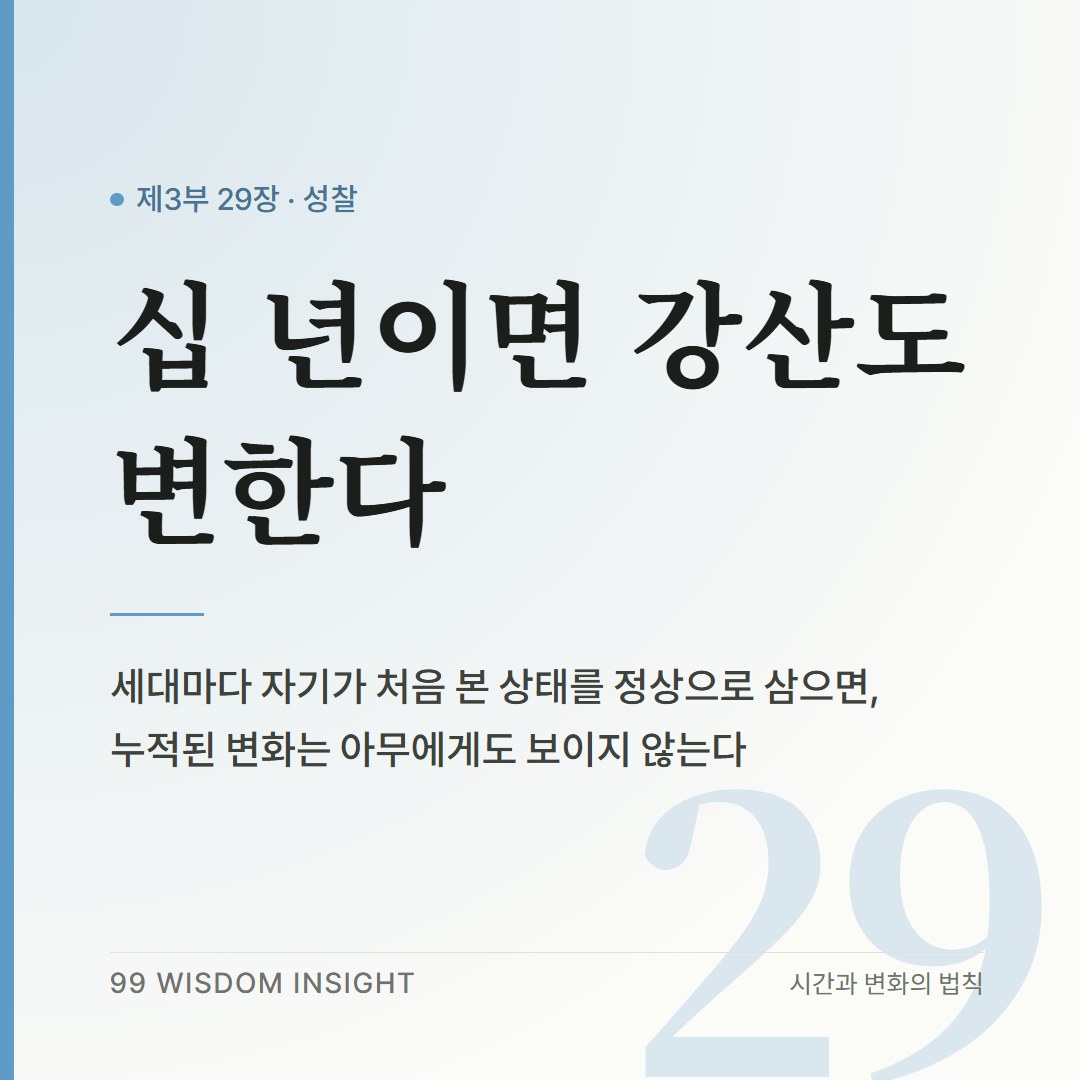 제3부 29장 · 성찰
십 년이면 강산도
변한다
세대마다 자기가 처음 본 상태를 정상으로 삼으면,
누적된 변화는 아무에게도 보이지 않는다
29
99 WISDOM INSIGHT
시간과 변화의 법칙